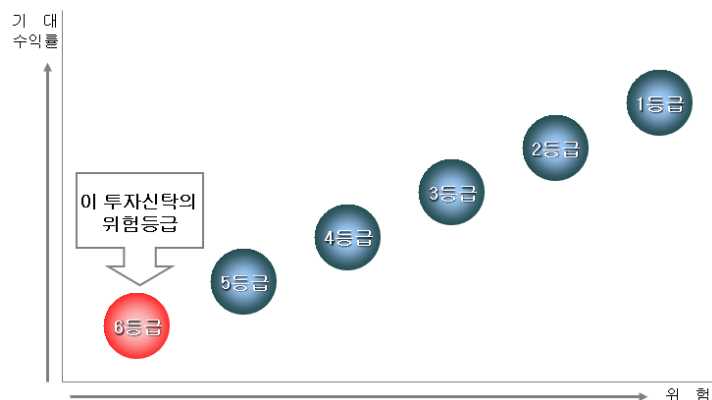 기 대
수익률
1등급
2등급
3등급
이 투자신탁의
위험등급
4등급
5등급
6등급
위 험